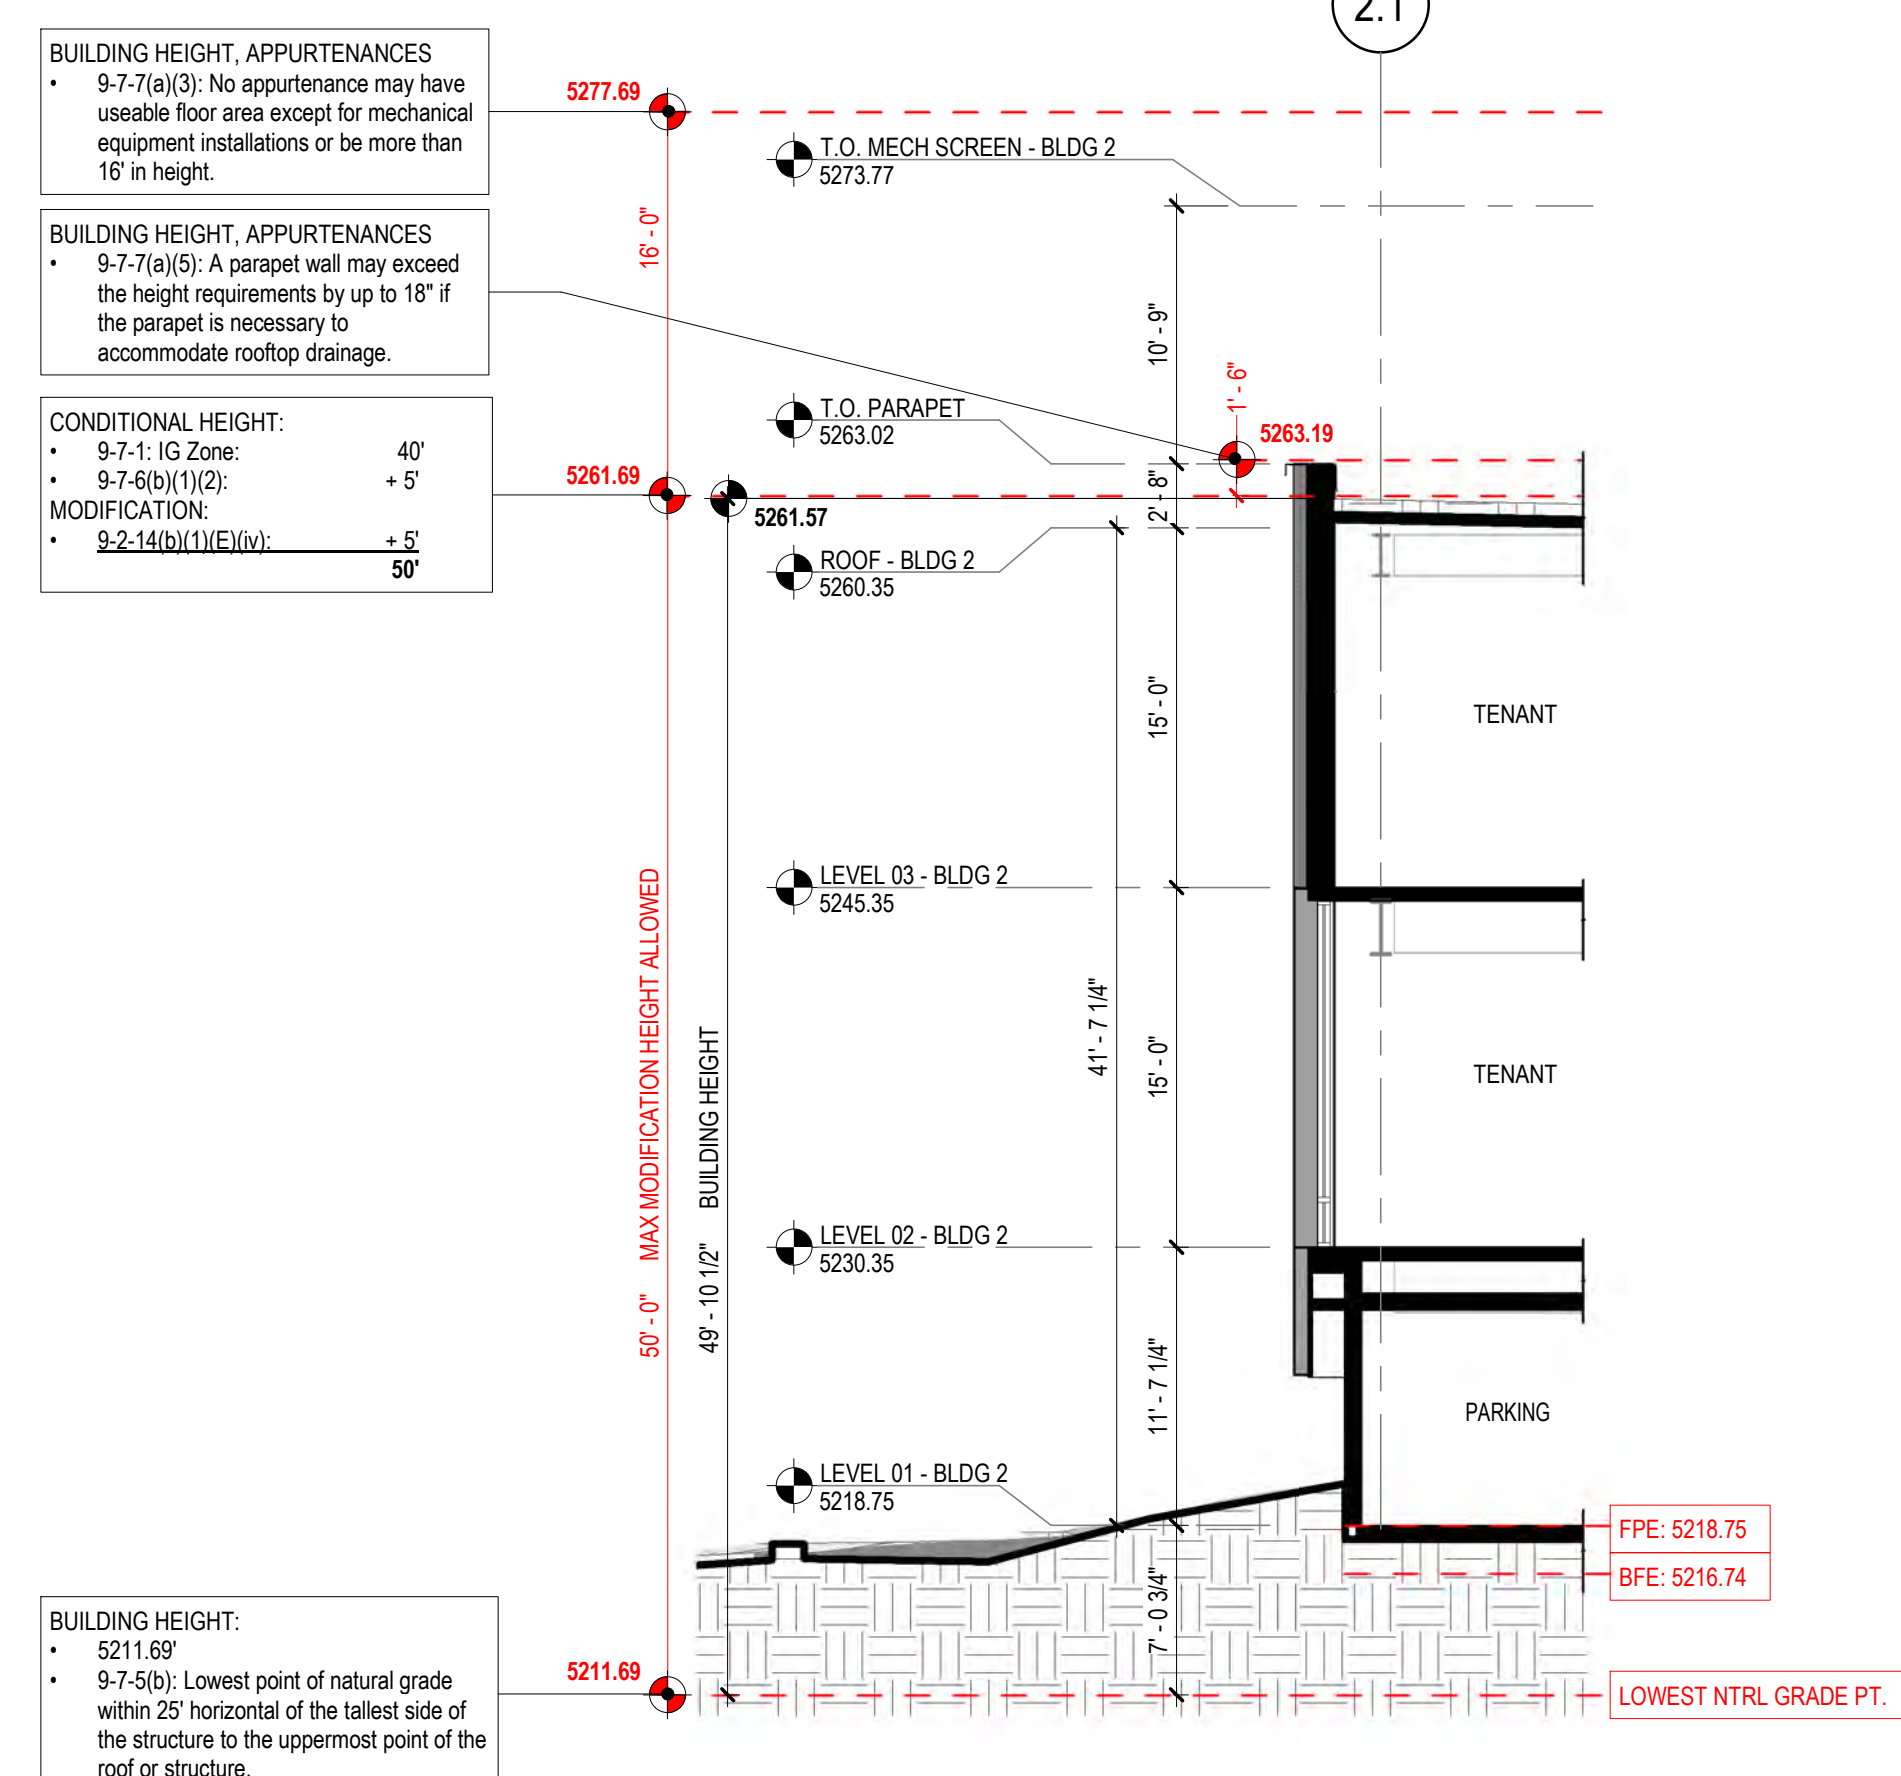 2.1
BUILDING HEIGHT, APPURTENANCES
• 9-7-7(a)(3): No appurtenance may have
useable floor area except for mechanical
equipment installations or be more than
16' in height.
5277.69
T.O. MECH SCREEN - BLDG 2
5273.77
BUILDING HEIGHT, APPURTENANCES
• 9-7-7(a)(5): A parapet wall may exceed
the height requirements by up to 18" if
the parapet is necessary to
accommodate rooftop drainage.
16' - 0"
10' - 9"
1' - 6"
CONDITIONAL HEIGHT:
• 9-7-1: IG Zone: 40'
• 9-7-6(b)(1)(2): + 5'
MODIFICATION:
• 9-2-14(b)(1)(E)(iv): + 5'
50'
T.O. PARAPET
5263.02
5263.19
5261.69
5261.57
2' - 8"
ROOF - BLDG 2
5260.35
15' - 0"
TENANT
LEVEL 03 - BLDG 2
5245.35
50' - 0" MAX MODIFICATION HEIGHT ALLOWED
49' - 10 1/2" BUILDING HEIGHT
41' - 7 1/4"
15' - 0"
TENANT
LEVEL 02 - BLDG 2
5230.35
11' - 7 1/4"
PARKING
LEVEL 01 - BLDG 2
5218.75
FPE: 5218.75
BFE: 5216.74
7' - 0 3/4"
BUILDING HEIGHT:
• 5211.69'
• 9-7-5(b): Lowest point of natural grade
within 25' horizontal of the tallest side of
the structure to the uppermost point of the
roof or structure.
5211.69
LOWEST NTRL GRADE PT.